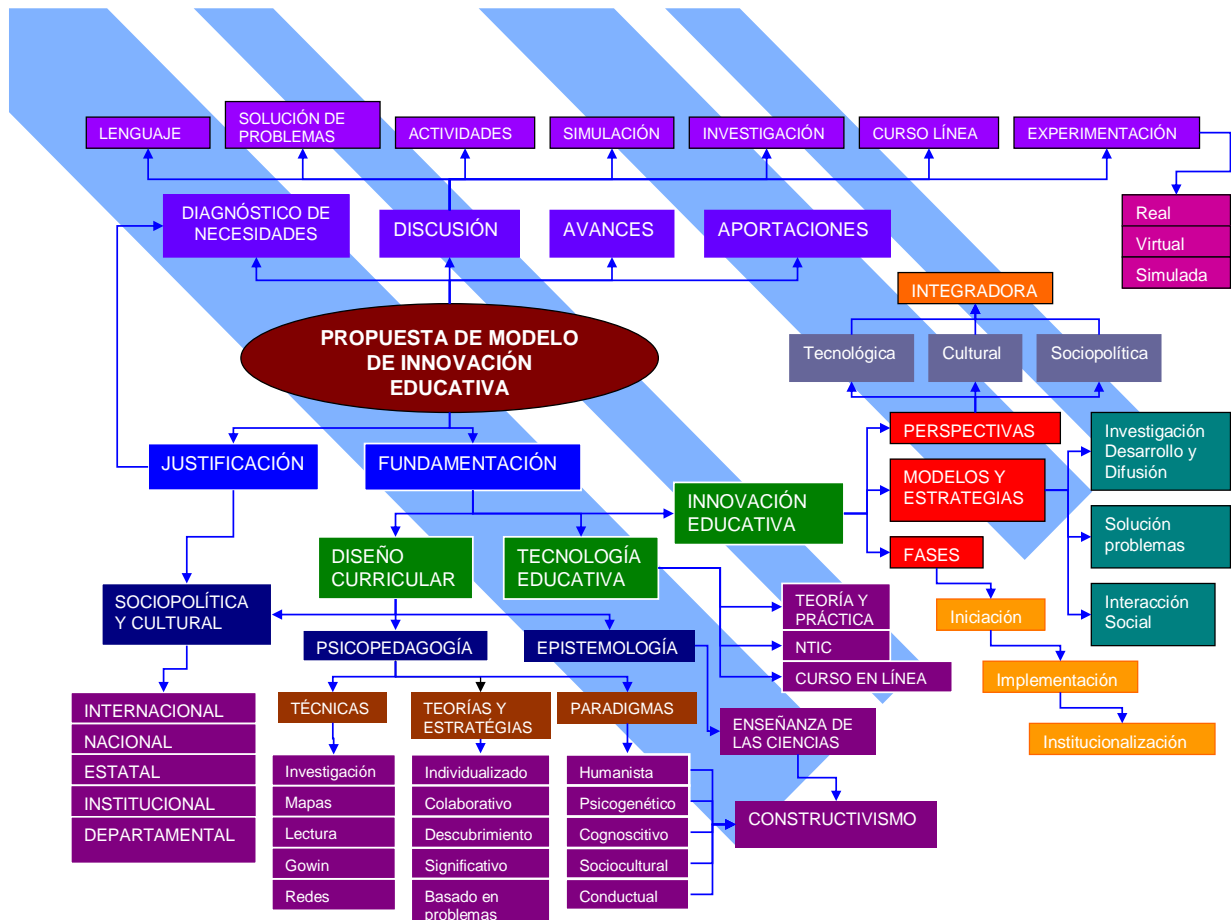 LENGUAJE
SOLUCIÓN DE
PROBLEMAS
ACTIVIDADES
SIMULACIÓN
INVESTIGACIÓN
CURSO LÍNEA
EXPERIMENTACIÓN
Real
Virtual
Simulada
DIAGNÓSTICO DE
NECESIDADES
DISCUSIÓN
AVANCES
APORTACIONES
INTEGRADORA
Tecnológica
Cultural
Sociopolítica
PROPUESTA DE MODELO
DE INNOVACIÓN
EDUCATIVA
JUSTIFICACIÓN
FUNDAMENTACIÓN
INNOVACIÓN
EDUCATIVA
PERSPECTIVAS
MODELOS Y
ESTRATEGIAS
FASES
Investigación
Desarrollo y
Difusión
Solución
problemas
Interacción
Social
DISEÑO
CURRICULAR
TECNOLOGÍA
EDUCATIVA
TEORÍA Y
PRÁCTICA
NTIC
CURSO EN LÍNEA
Iniciación
Implementación
Institucionalización
SOCIOPOLÍTICA
Y CULTURAL
PSICOPEDAGOGÍA
EPISTEMOLOGÍA
INTERNACIONAL
NACIONAL
ESTATAL
INSTITUCIONAL
DEPARTAMENTAL
TÉCNICAS
TEORÍAS Y
ESTRATÉGIAS
PARADIGMAS
ENSEÑANZA DE
LAS CIENCIAS
Investigación
Mapas
Lectura
Gowin
Redes
Individualizado
Colaborativo
Descubrimiento
Significativo
Basado en
problemas
Humanista
Psicogenético
Cognoscitivo
Sociocultural
Conductual
CONSTRUCTIVISMO